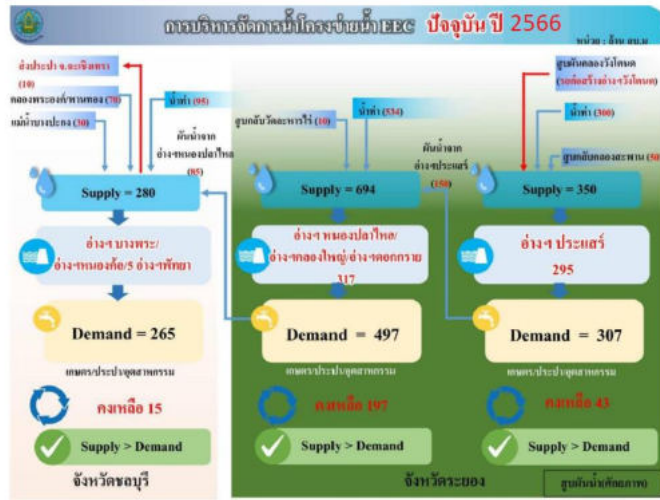 การบริหารจัดการน้ำโครงข่ายน้ำ EEC ปัจจุบัน ปี 2566
หน่วย : ล้าน ลบ.ม
ส่งประปา จ.ฉะเชิงเทรา
(10)
คลองพระองค์/พานทอง (70)
แม่น้ำบางปะกง (30)
น้ำท่า (95)
ผันน้ำจาก
อ่างฯหนองปลาไหล
(85)
Supply = 280
อ่างฯ บางพระ/
อ่างฯหนองค้อ/5 อ่างฯพัทยา
Demand = 265
เกษตร/ประปา/อุตสาหกรรม
คงเหลือ 15
Supply > Demand
จังหวัดชลบุรี
สูบกลับวัดละหารไร่ (10)
น้ำท่า (534)
ผันน้ำจาก
อ่างฯประแสร์
(150)
Supply = 694
อ่างฯ หนองปลาไหล/
อ่างฯคลองใหญ่/อ่างฯดอกกราย
317
Demand = 497
เกษตร/ประปา/อุตสาหกรรม
คงเหลือ 197
Supply > Demand
สูบผันคลองวังโตนด
(รอก่อสร้างอ่างฯวังโตนด)
น้ำท่า (300)
สูบกลับคลองสะพาน (50)
Supply = 350
อ่างฯ ประแสร์
295
Demand = 307
เกษตร/ประปา/อุตสาหกรรม
คงเหลือ 43
Supply > Demand
จังหวัดระยอง
สูบผันน้ำ(ศักยภาพ)